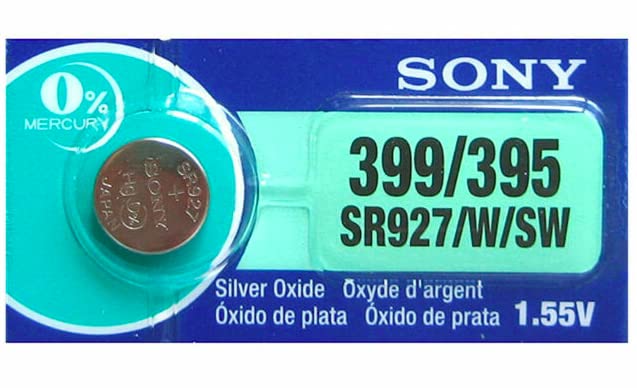 SONY
0%
MERCURY
399/395
SR927/W/SW
SR927
+
SONY
Hg
JAPAN
Silver Oxide Oxyde d'argent
Óxido de plata Óxido de prata 1.55V